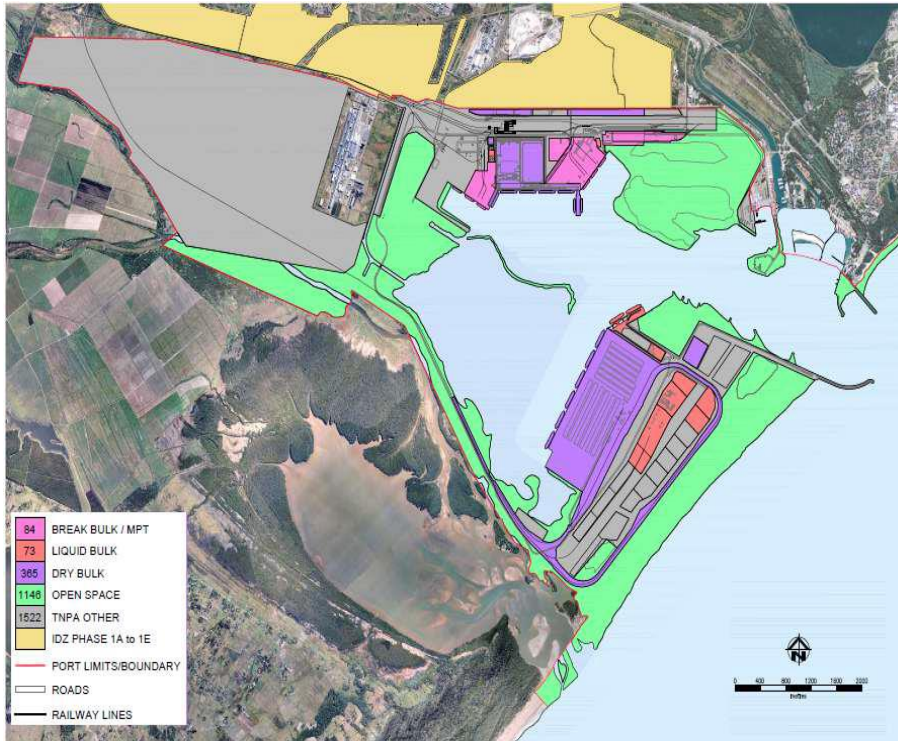 84 BREAK BULK / MPT
73 LIQUID BULK
365 DRY BULK
1146 OPEN SPACE
1522 TNPA OTHER
IDZ PHASE 1A to 1E
PORT LIMITS/BOUNDARY
ROADS
RAILWAY LINES
N
0 400 800 1200 1600 2000